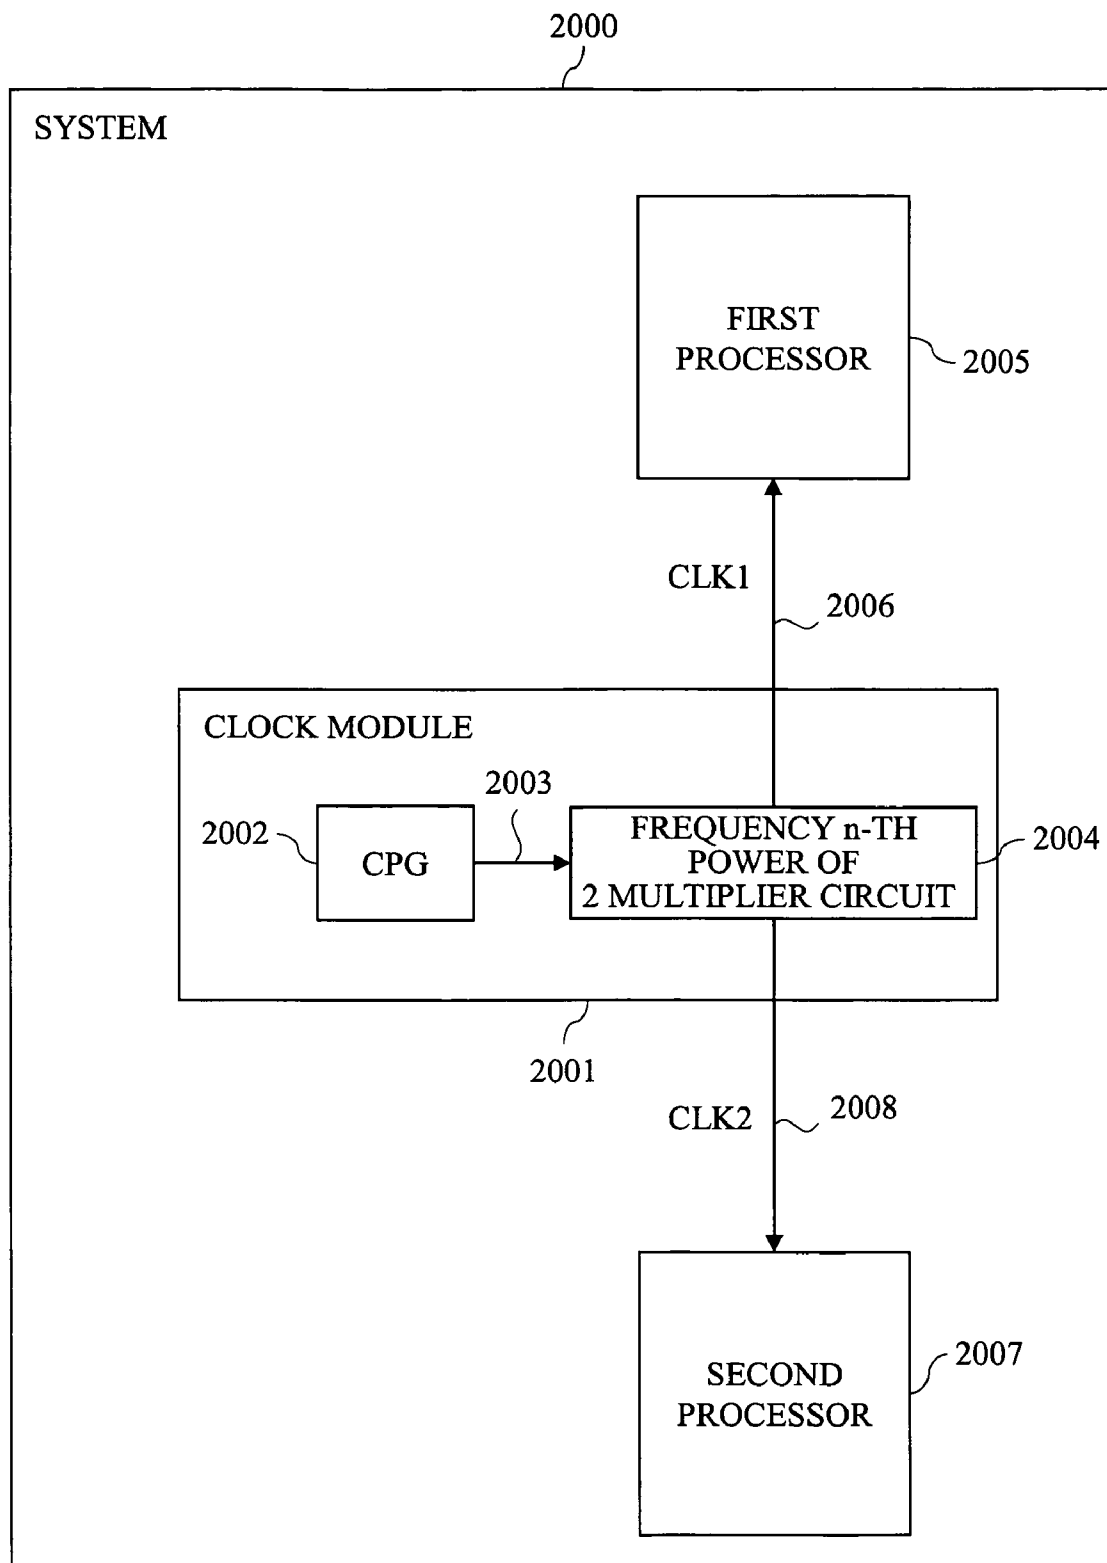 2000
SYSTEM
FIRST
PROCESSOR
2005
CLK1
2006
CLOCK MODULE
2003
2002
CPG
FREQUENCY n-TH
POWER OF
2 MULTIPLIER CIRCUIT
2004
2001
CLK2
2008
SECOND
PROCESSOR
2007